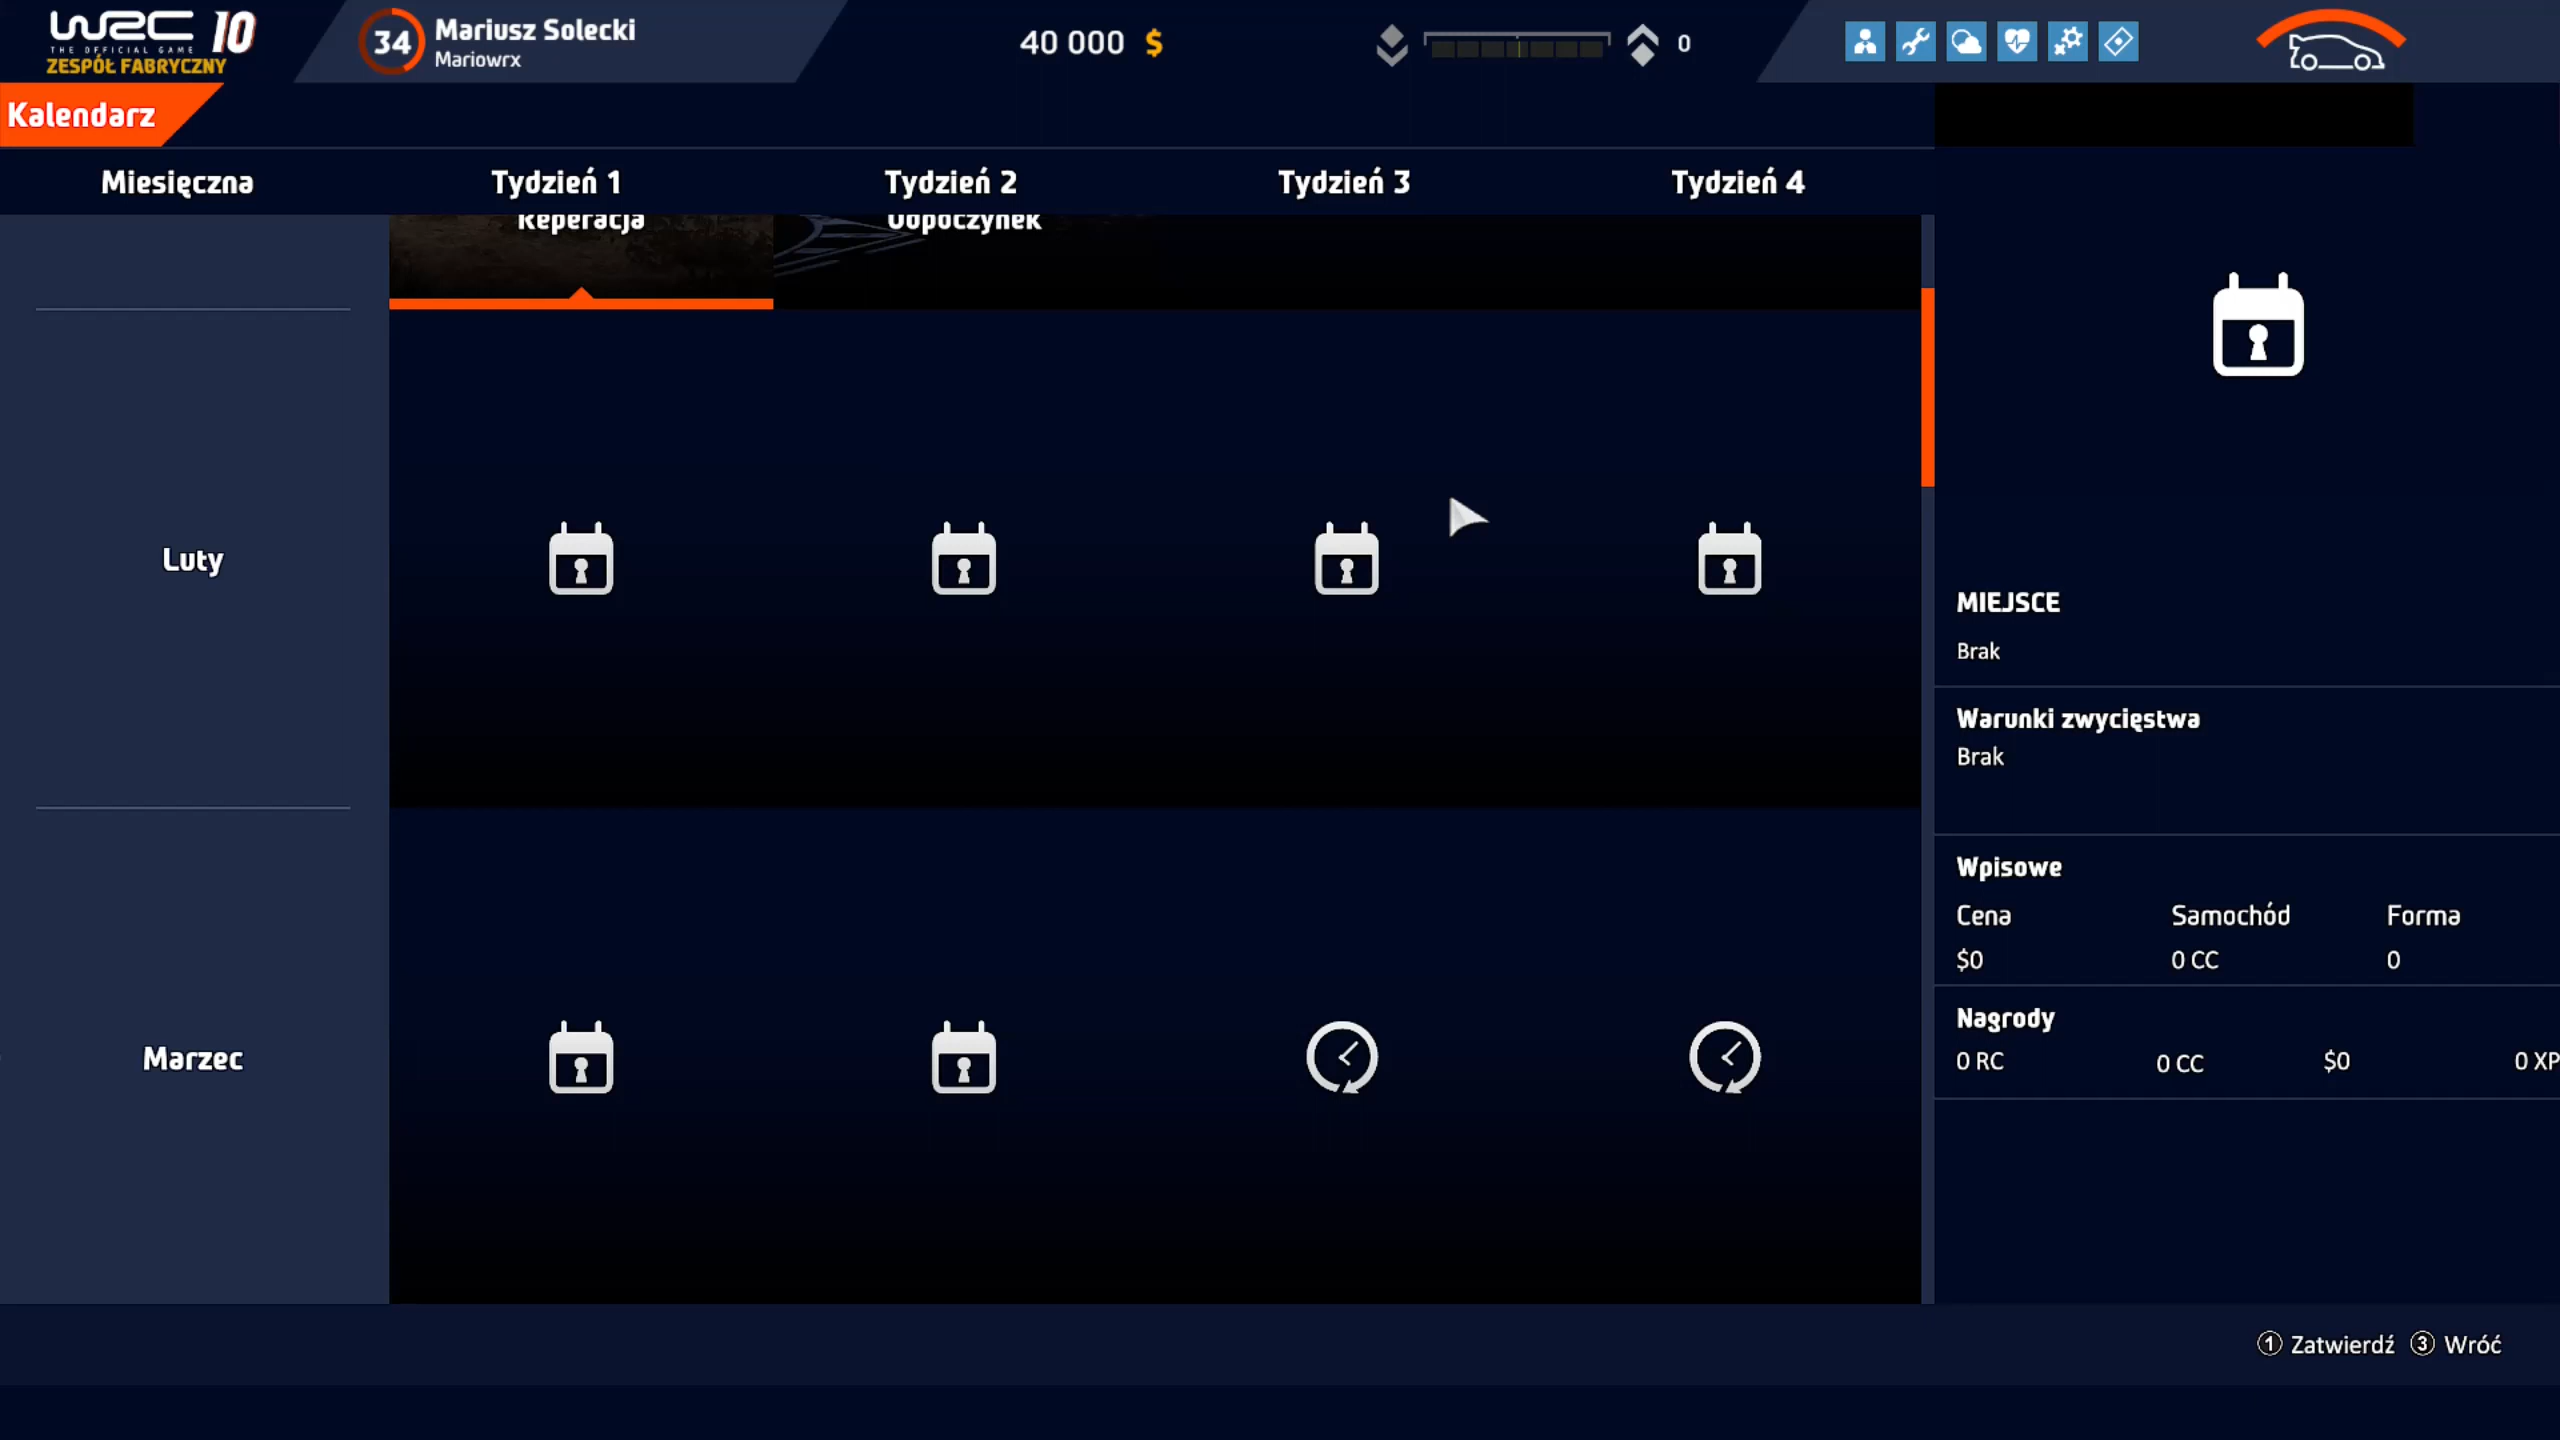 WRC 10
THE OFFICIAL GAME
ZESPÓŁ FABRYCZNY
34
Mariusz Solecki
Mariowrx
40 000 $
0
Kalendarz
Miesięczna
Tydzień 1
Tydzień 2
Tydzień 3
Tydzień 4
Reperacja
Odpoczynek
Luty
Marzec
MIEJSCE
Brak
Warunki zwycięstwa
Brak
Wpisowe
Cena Samochód Forma
$0 0 CC 0
Nagrody
0 RC 0 CC $0 0 XP
1 Zatwierdź 3 Wróć